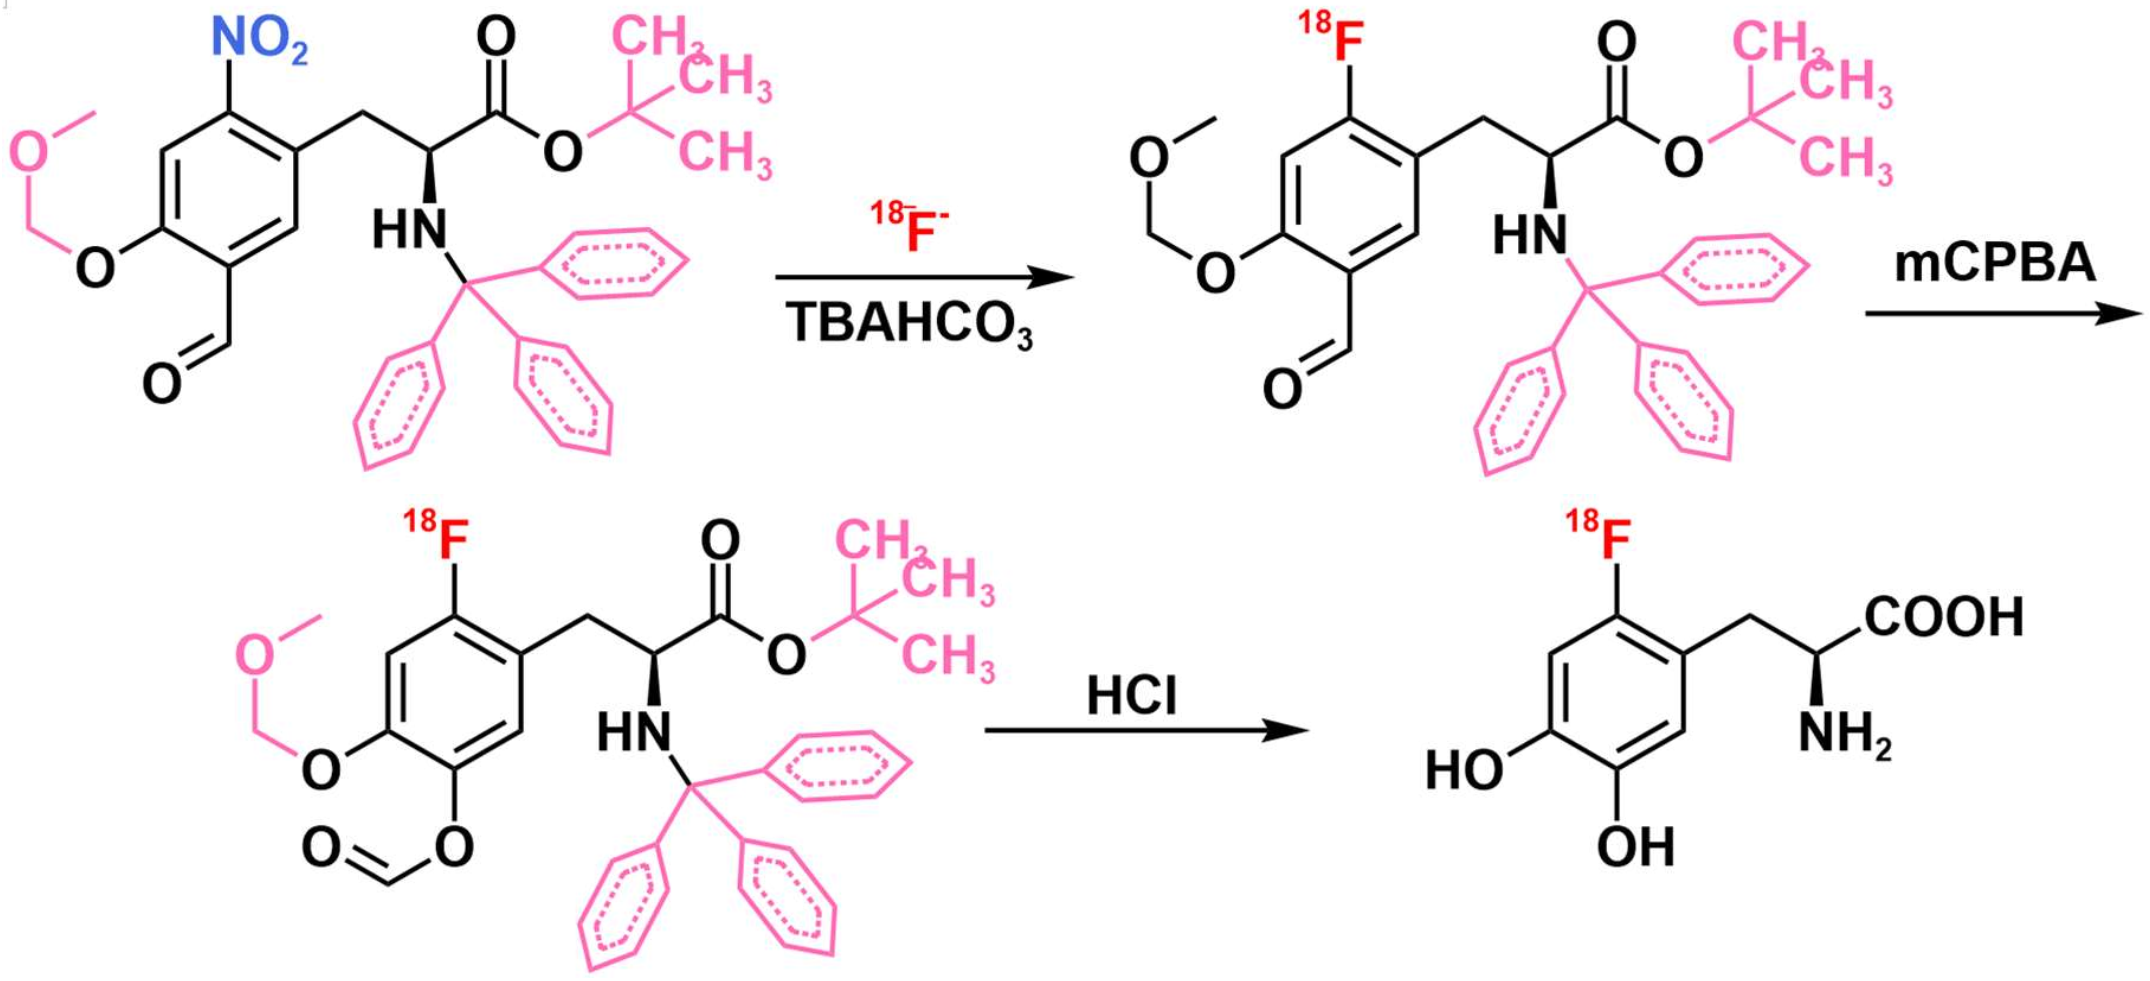 NO2
O
CH3
CH3
O
O
CH3
HN
O
O
18F-
TBAHCO3
18F
O
CH3
CH3
O
O
CH3
HN
O
O
mCPBA
18F
O
CH3
CH3
O
O
CH3
HN
O
O
O
HCl
18F
COOH
NH2
HO
OH